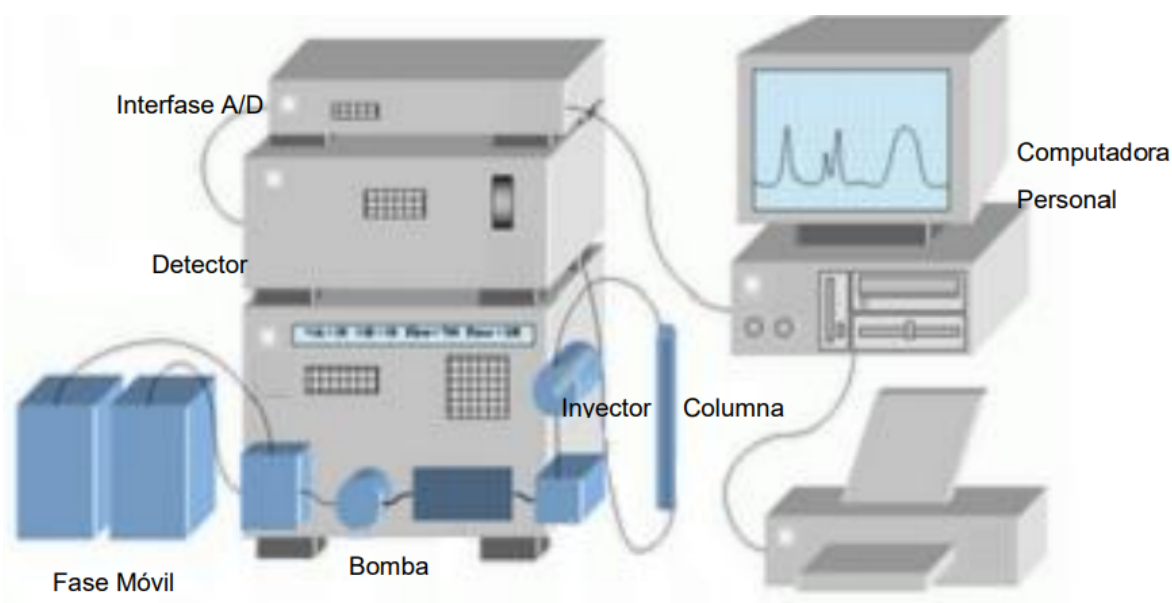 Interfase A/D
Computadora
Personal
Detector
Invector
Columna
Bomba
Fase Móvil